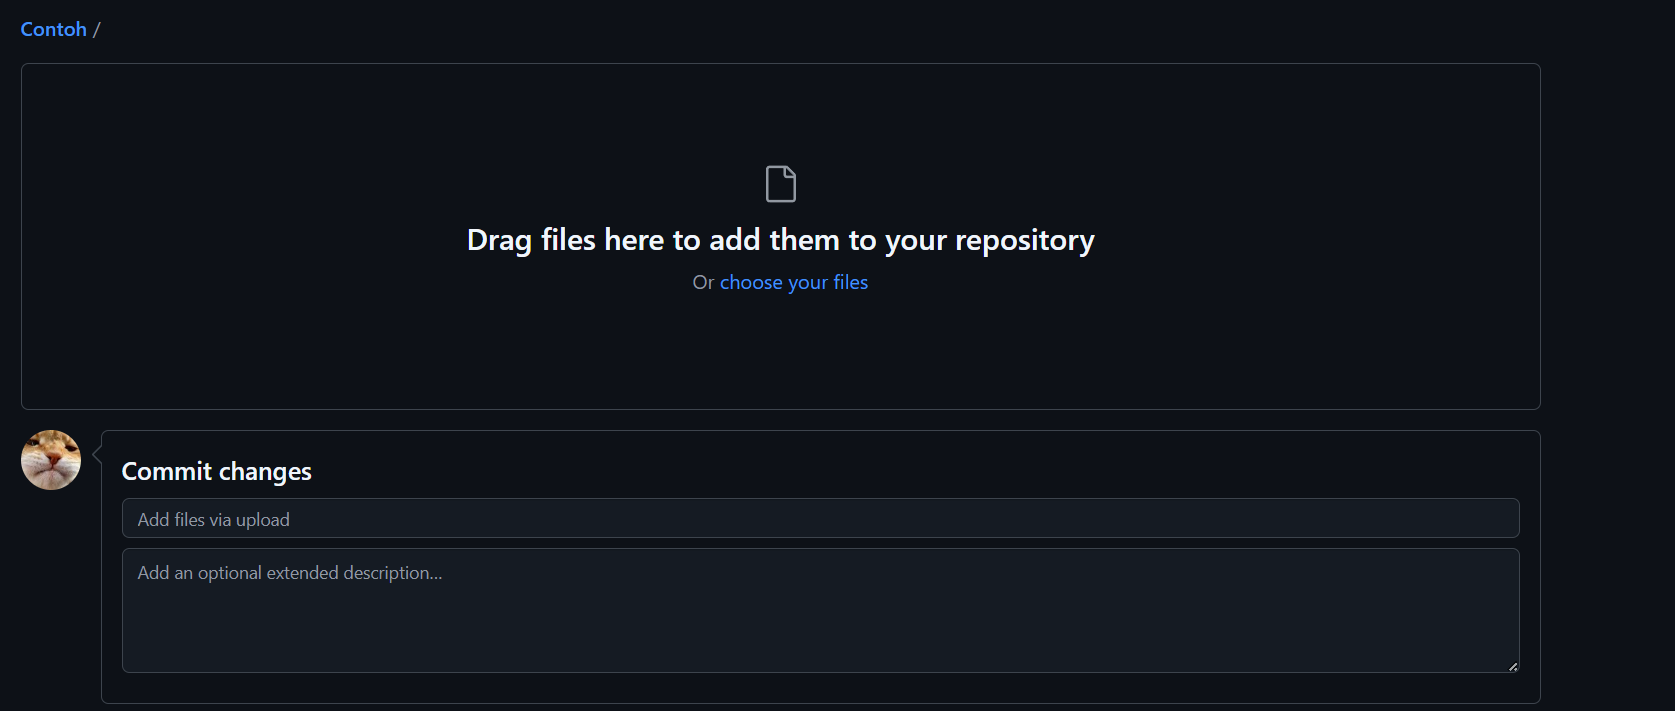 Contoh /
Drag files here to add them to your repository
Or choose your files
Commit changes
Add files via upload
Add an optional extended description...